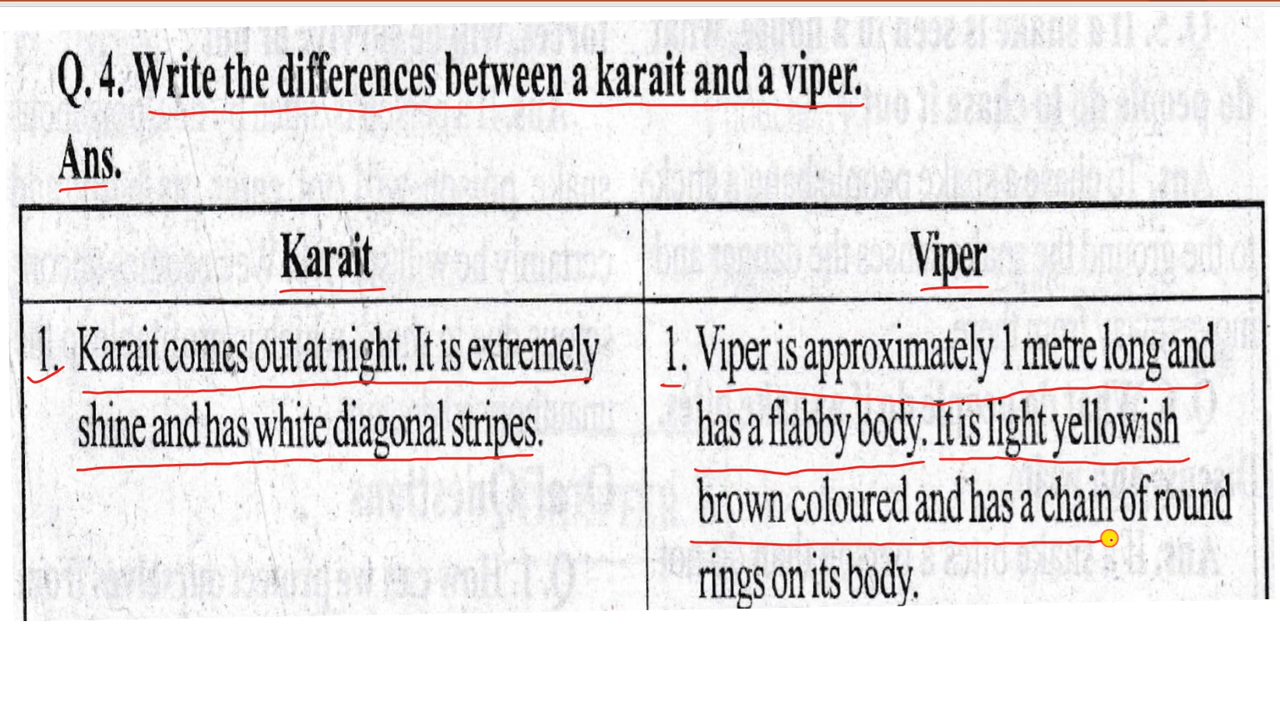 Q. 4. Write the differences between a karait and a viper.
Ans.
Karait
Viper
1. Karait comes out at night. It is extremely
shine and has white diagonal stripes.
1. Viper is approximately 1 metre long and
has a flabby body. It is light yellowish
brown coloured and has a chain of round
rings on its body.